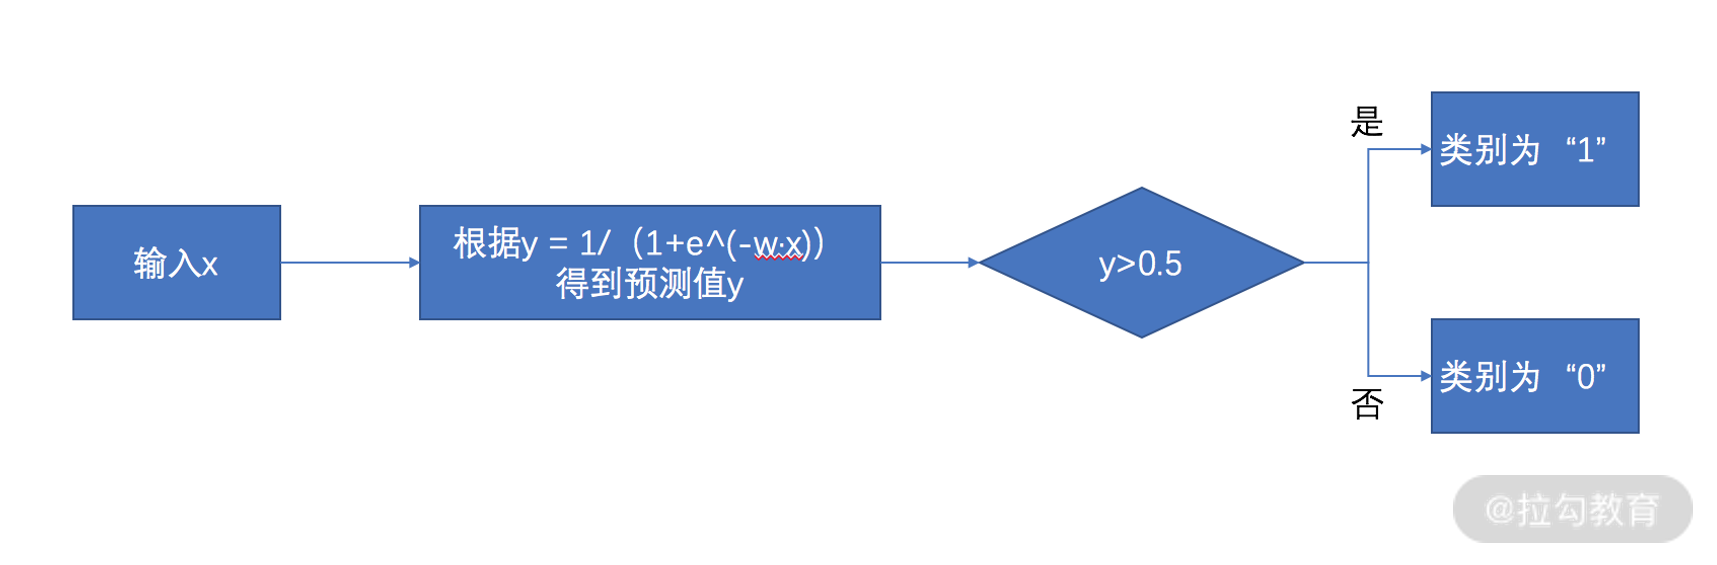 输入x
根据y = 1/（1+e^(-w·x)）
得到预测值y
y>0.5
是
类别为 “1”
否
类别为 “0”
@拉勾教育